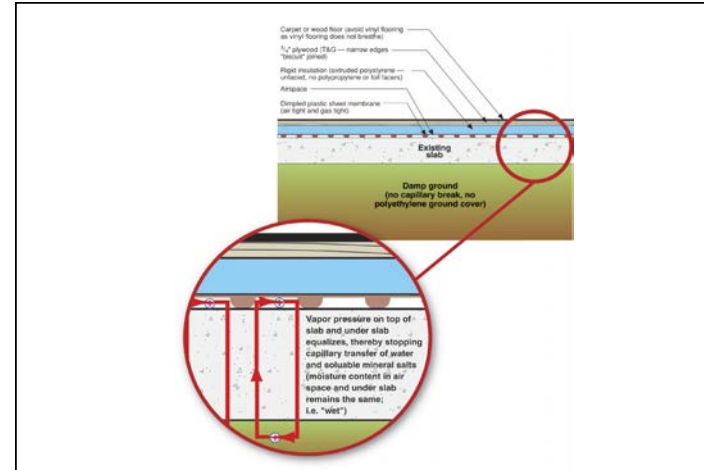 Carpet or wood floor (avoid vinyl flooring
as vinyl flooring does not breathe)
3/4" plywood (T&G — narrow edges
"biscuit" joined)
Rigid insulation (extruded polystyrene —
unfaced, no polypropylene or foil facers)
Airspace
Dimpled plastic sheet membrane
(air tight and gas tight)
Existing
slab
Damp ground
(no capillary break, no
polyethylene ground cover)
Vapor pressure on top of
slab and under slab
equalizes, thereby stopping
capillary transfer of water
and soluable mineral salts
(moisture content in air
space and under slab
remains the same;
i.e. "wet")